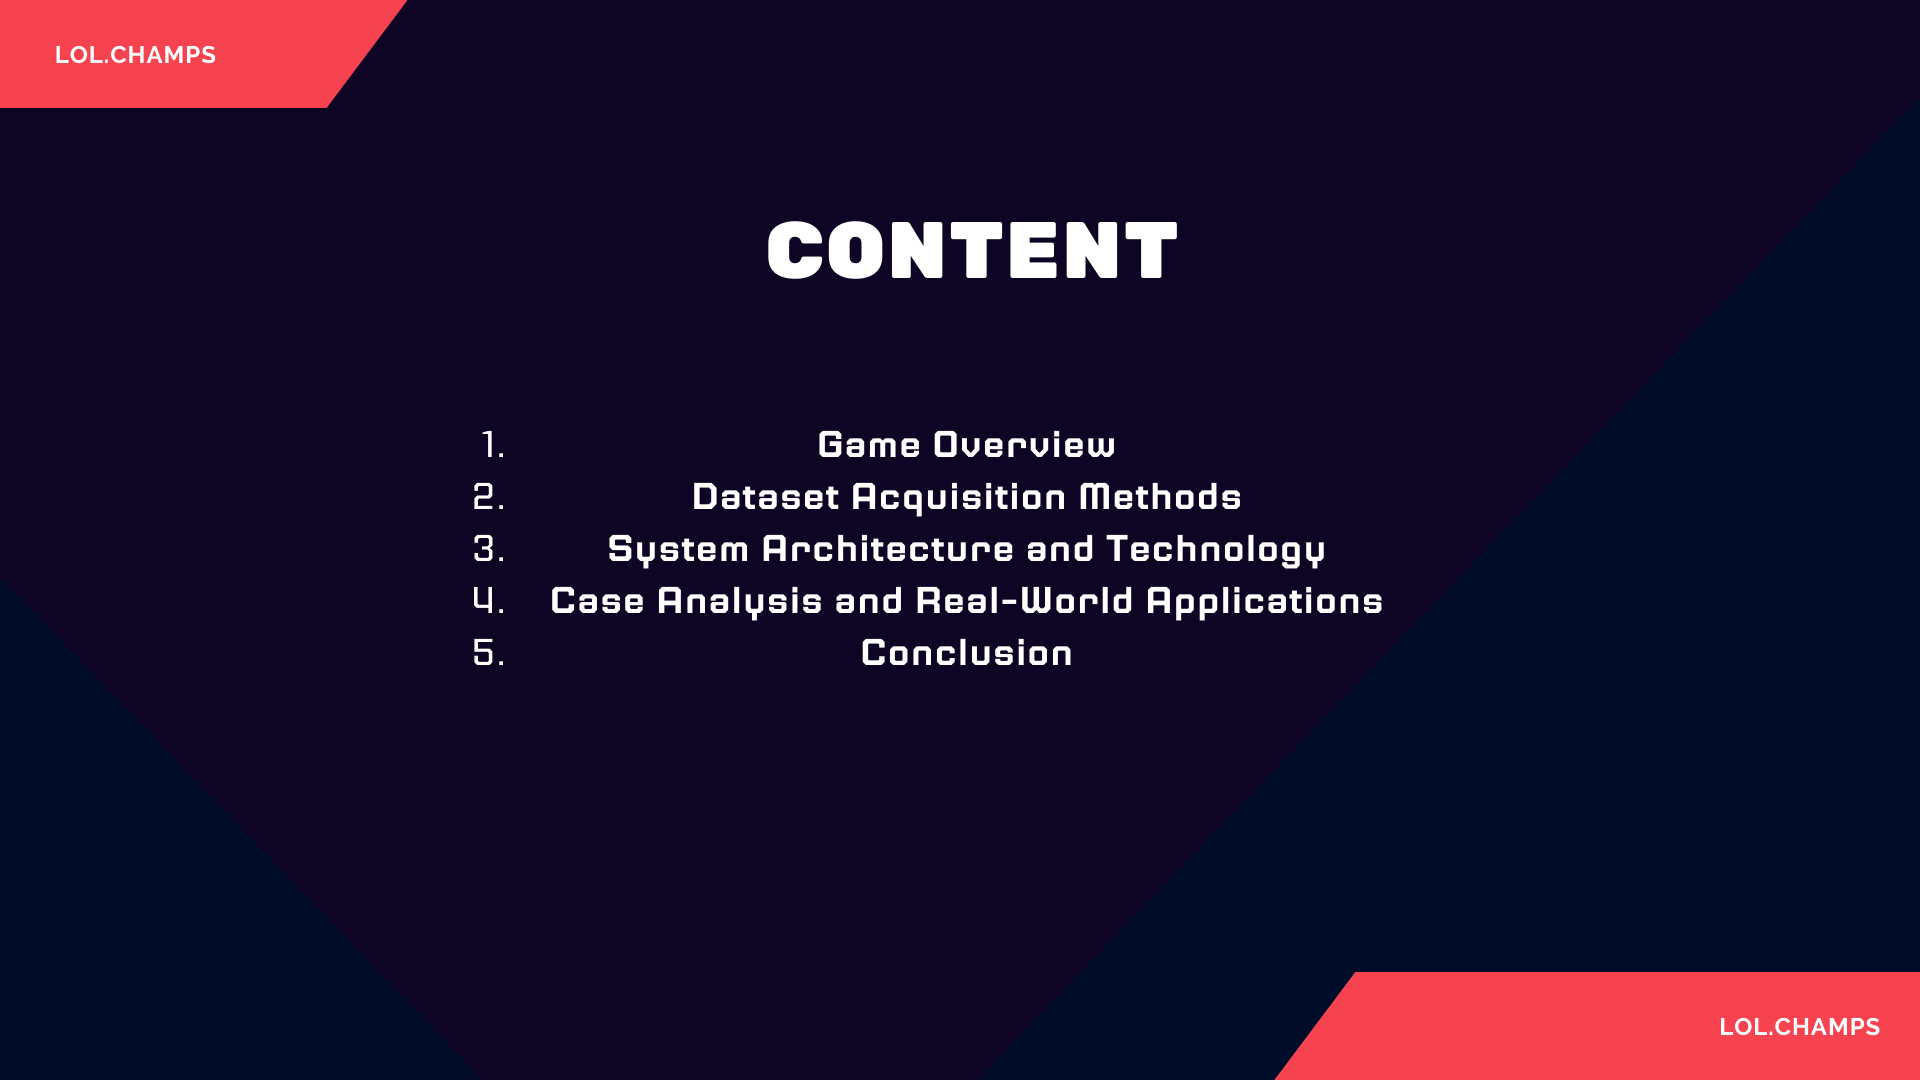 LOL.CHAMPS
CONTENT
1. Game Overview
2. Dataset Acquisition Methods
3. System Architecture and Technology
4. Case Analysis and Real-World Applications
5. Conclusion
LOL.CHAMPS